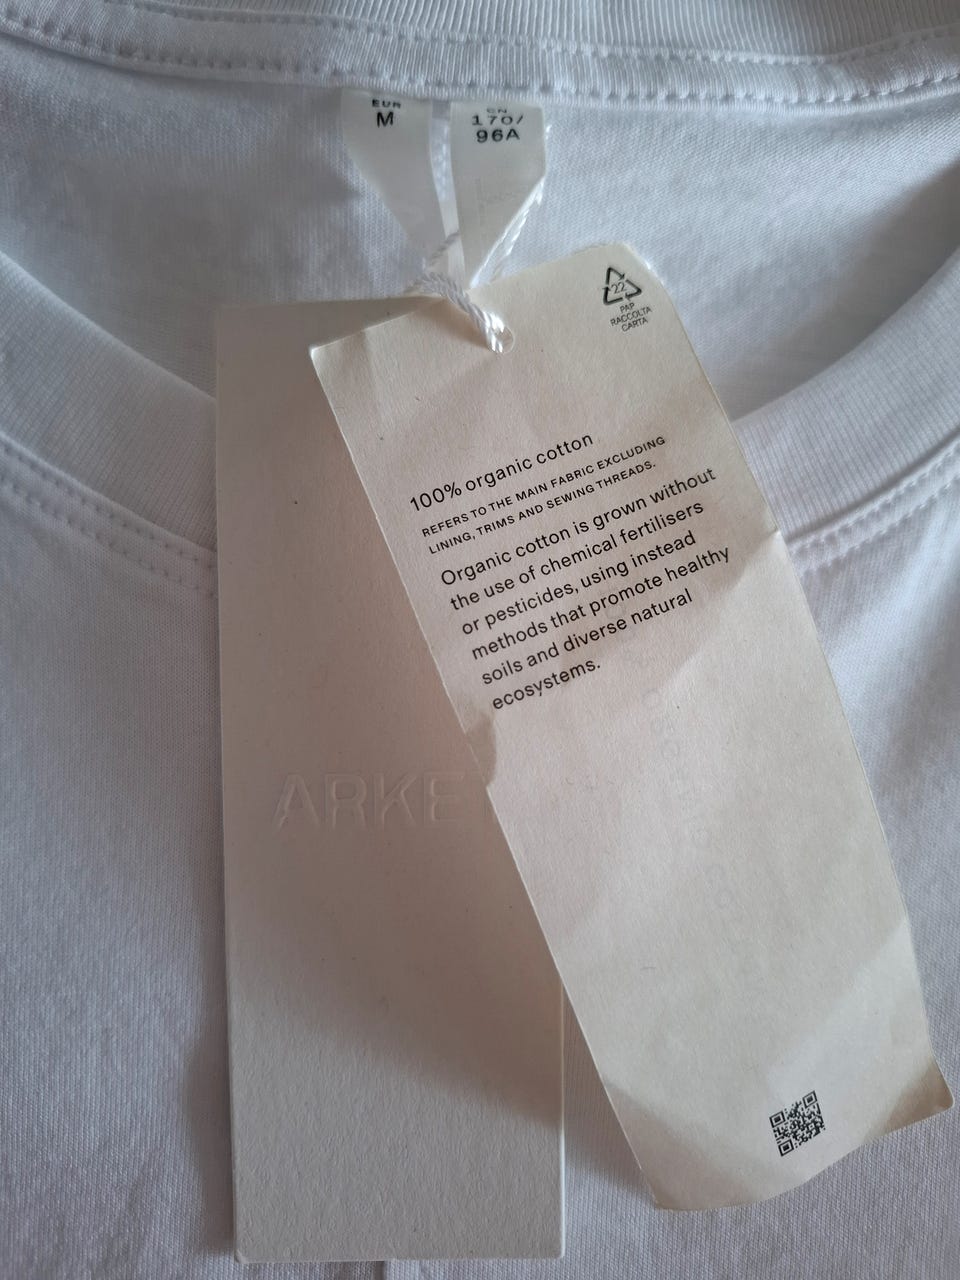 EUR
M
CN
170/
96A
22
PAP
RACCOLTA
CARTA
100% organic cotton
REFERS TO THE MAIN FABRIC EXCLUDING
LINING, TRIMS AND SEWING THREADS.
Organic cotton is grown without
the use of chemical fertilisers
or pesticides, using instead
methods that promote healthy
soils and diverse natural
ecosystems.
ARKE